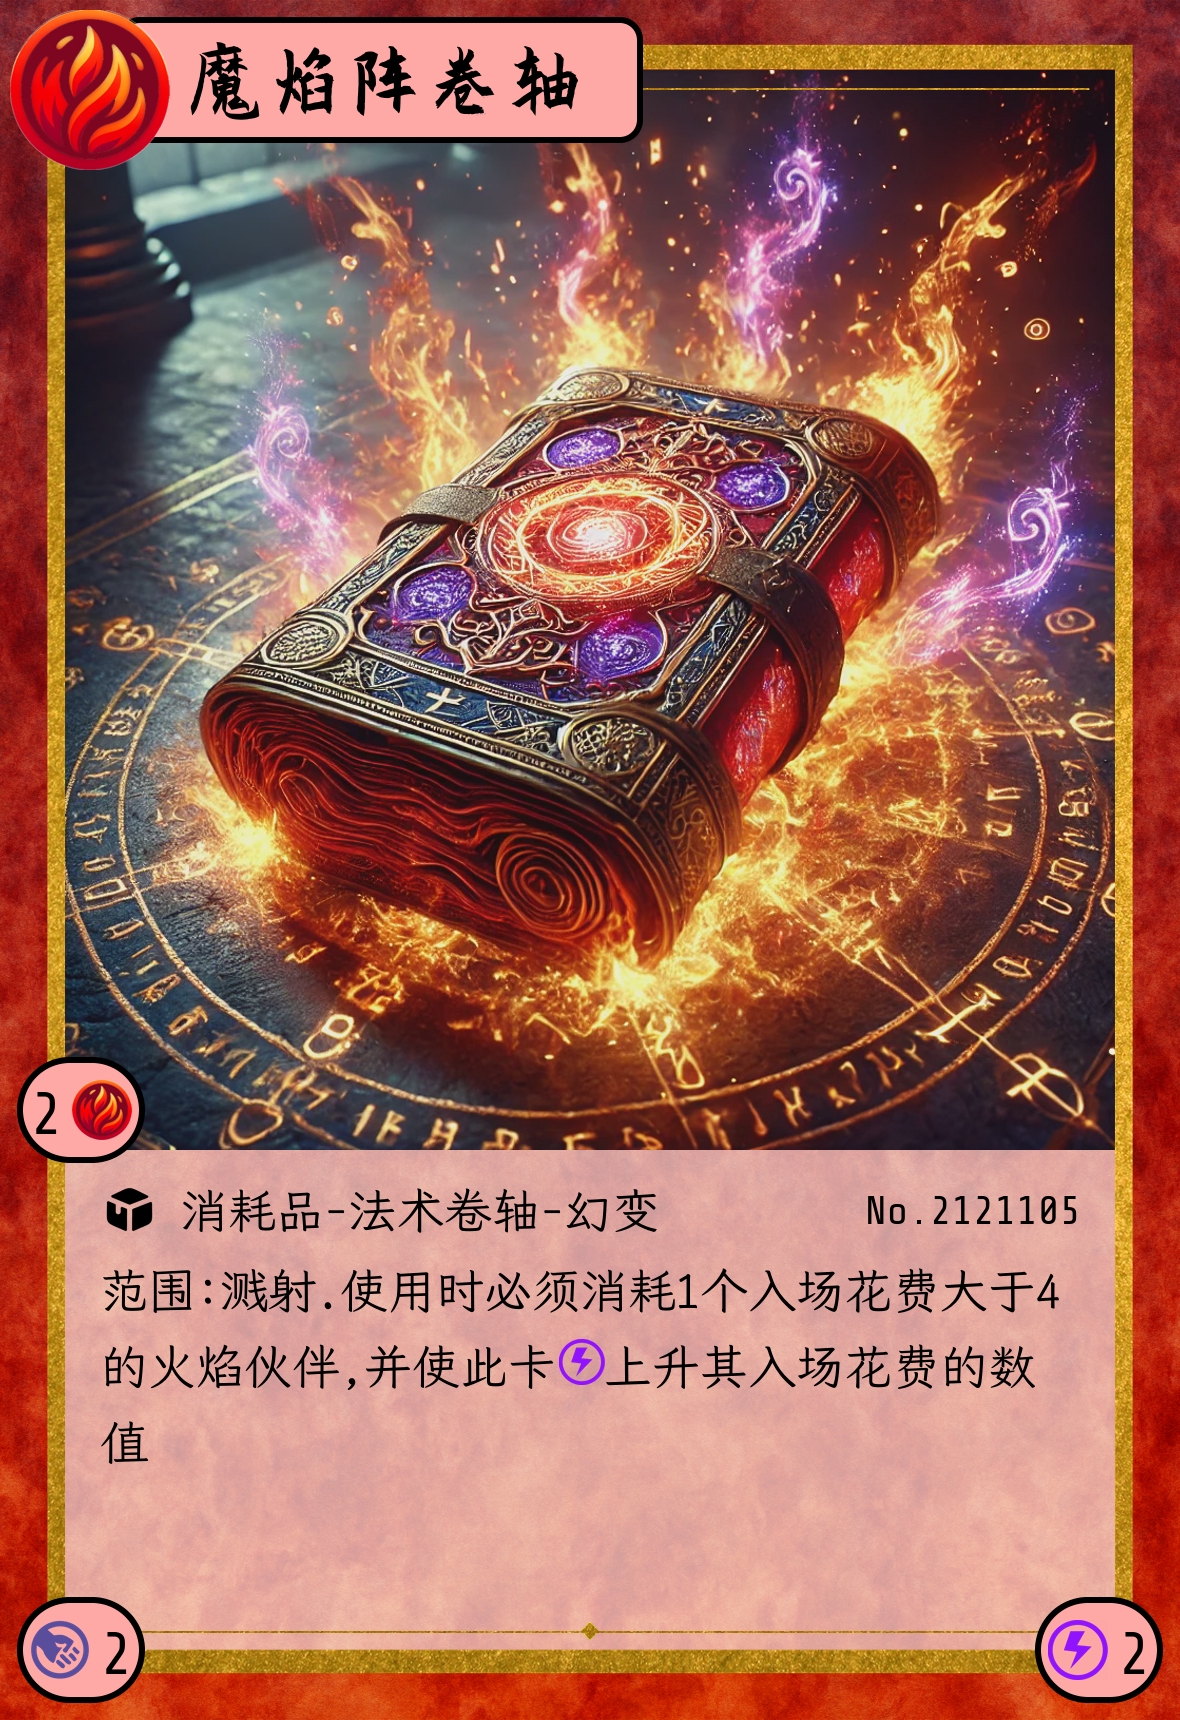 魔焰阵卷轴
2
消耗品-法术卷轴-幻变
No.2121105
范围:溅射.使用时必须消耗1个入场花费大于4
的火焰伙伴,并使此卡上升其入场花费的数
值
2
2